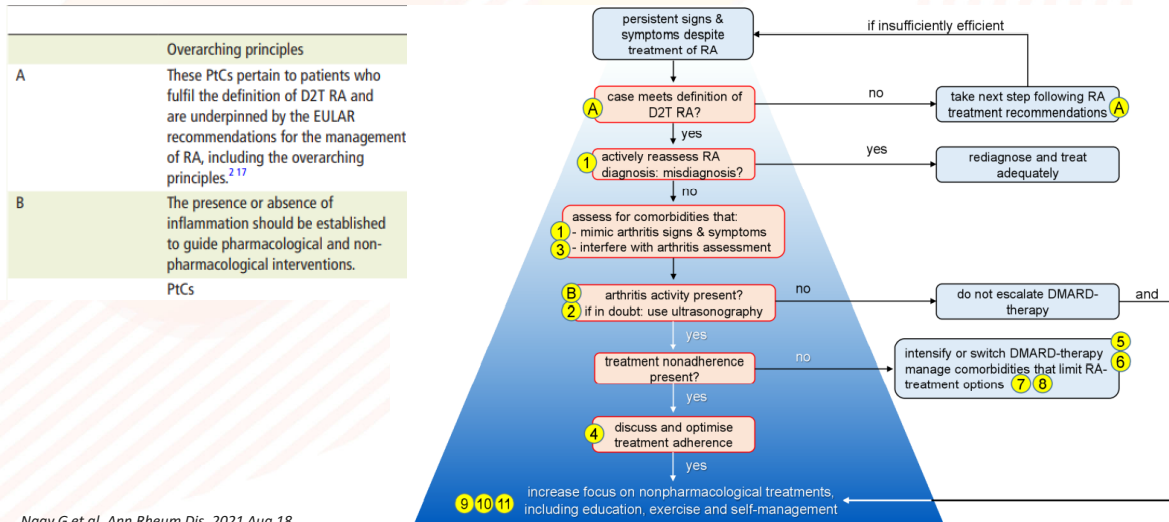 Overarching principles
A
These PtCs pertain to patients who
fulfil the definition of D2T RA and
are underpinned by the EULAR
recommendations for the management
of RA, including the overarching
principles.2 17
B
The presence or absence of
inflammation should be established
to guide pharmacological and non-
pharmacological interventions.
PtCs
persistent signs &
symptoms despite
treatment of RA
if insufficiently efficient
A
case meets definition of
D2T RA?
no
take next step following RA
treatment recommendations
A
yes
1
actively reassess RA
diagnosis: misdiagnosis?
yes
rediagnose and treat
adequately
no
assess for comorbidities that:
1
- mimic arthritis signs & symptoms
3
- interfere with arthritis assessment
B
arthritis activity present?
2
if in doubt: use ultrasonography
no
do not escalate DMARD-
therapy
and
yes
treatment nonadherence
present?
no
intensify or switch DMARD-therapy
5
manage comorbidities that limit RA-
6
treatment options
7 8
yes
4
discuss and optimise
treatment adherence
yes
9 10 11
increase focus on nonpharmacological treatments,
including education, exercise and self-management
Nagy G et al. Ann Rheum Dis. 2021 Aug 18